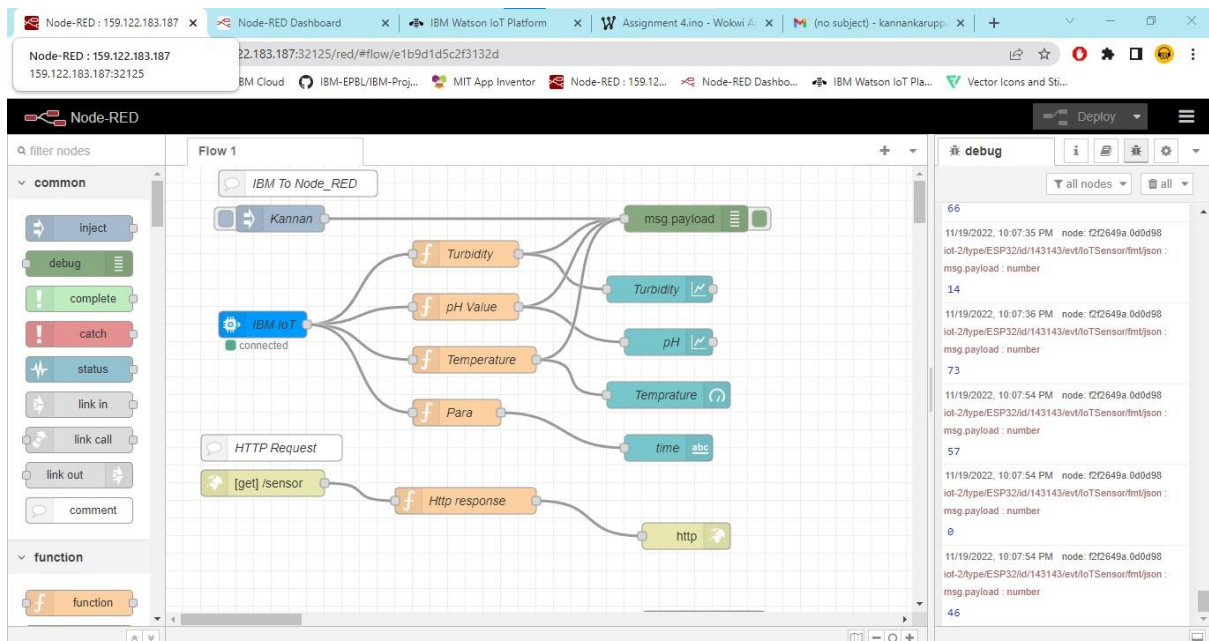 Node-RED : 159.122.183.187
Node-RED Dashboard
IBM Watson IoT Platform
Assignment 4.ino - Wokwi Ar
(no subject) - kannankarupp
Node-RED : 159.122.183.187
159.122.183.187:32125
22.183.187:32125/red/#flow/e1b9d1d5c2f3132d
BM Cloud
IBM-EPBL/IBM-Proj...
MIT App Inventor
Node-RED : 159.12...
Node-RED Dashbo...
IBM Watson IoT Pla...
Vector Icons and Sti...
Node-RED
Deploy
filter nodes
common
inject
debug
complete
catch
status
link in
link call
link out
comment
function
function
Flow 1
IBM To Node_RED
Kannan
msg.payload
Turbidity
Turbidity
pH Value
IBM IoT
connected
pH
Temperature
Temprature
Para
time
abc
HTTP Request
[get] /sensor
Http response
http
debug
all nodes
all
66
11/19/2022, 10:07:35 PM node: f2f2649a.0d0d98
iot-2/type/ESP32/id/143143/evt/IoTSensor/fmt/json :
msg.payload : number
14
11/19/2022, 10:07:36 PM node: f2f2649a.0d0d98
iot-2/type/ESP32/id/143143/evt/IoTSensor/fmt/json :
msg.payload : number
73
11/19/2022, 10:07:54 PM node: f2f2649a.0d0d98
iot-2/type/ESP32/id/143143/evt/IoTSensor/fmt/json :
msg.payload : number
57
11/19/2022, 10:07:54 PM node: f2f2649a.0d0d98
iot-2/type/ESP32/id/143143/evt/IoTSensor/fmt/json :
msg.payload : number
0
11/19/2022, 10:07:54 PM node: f2f2649a.0d0d98
iot-2/type/ESP32/id/143143/evt/IoTSensor/fmt/json :
msg.payload : number
46